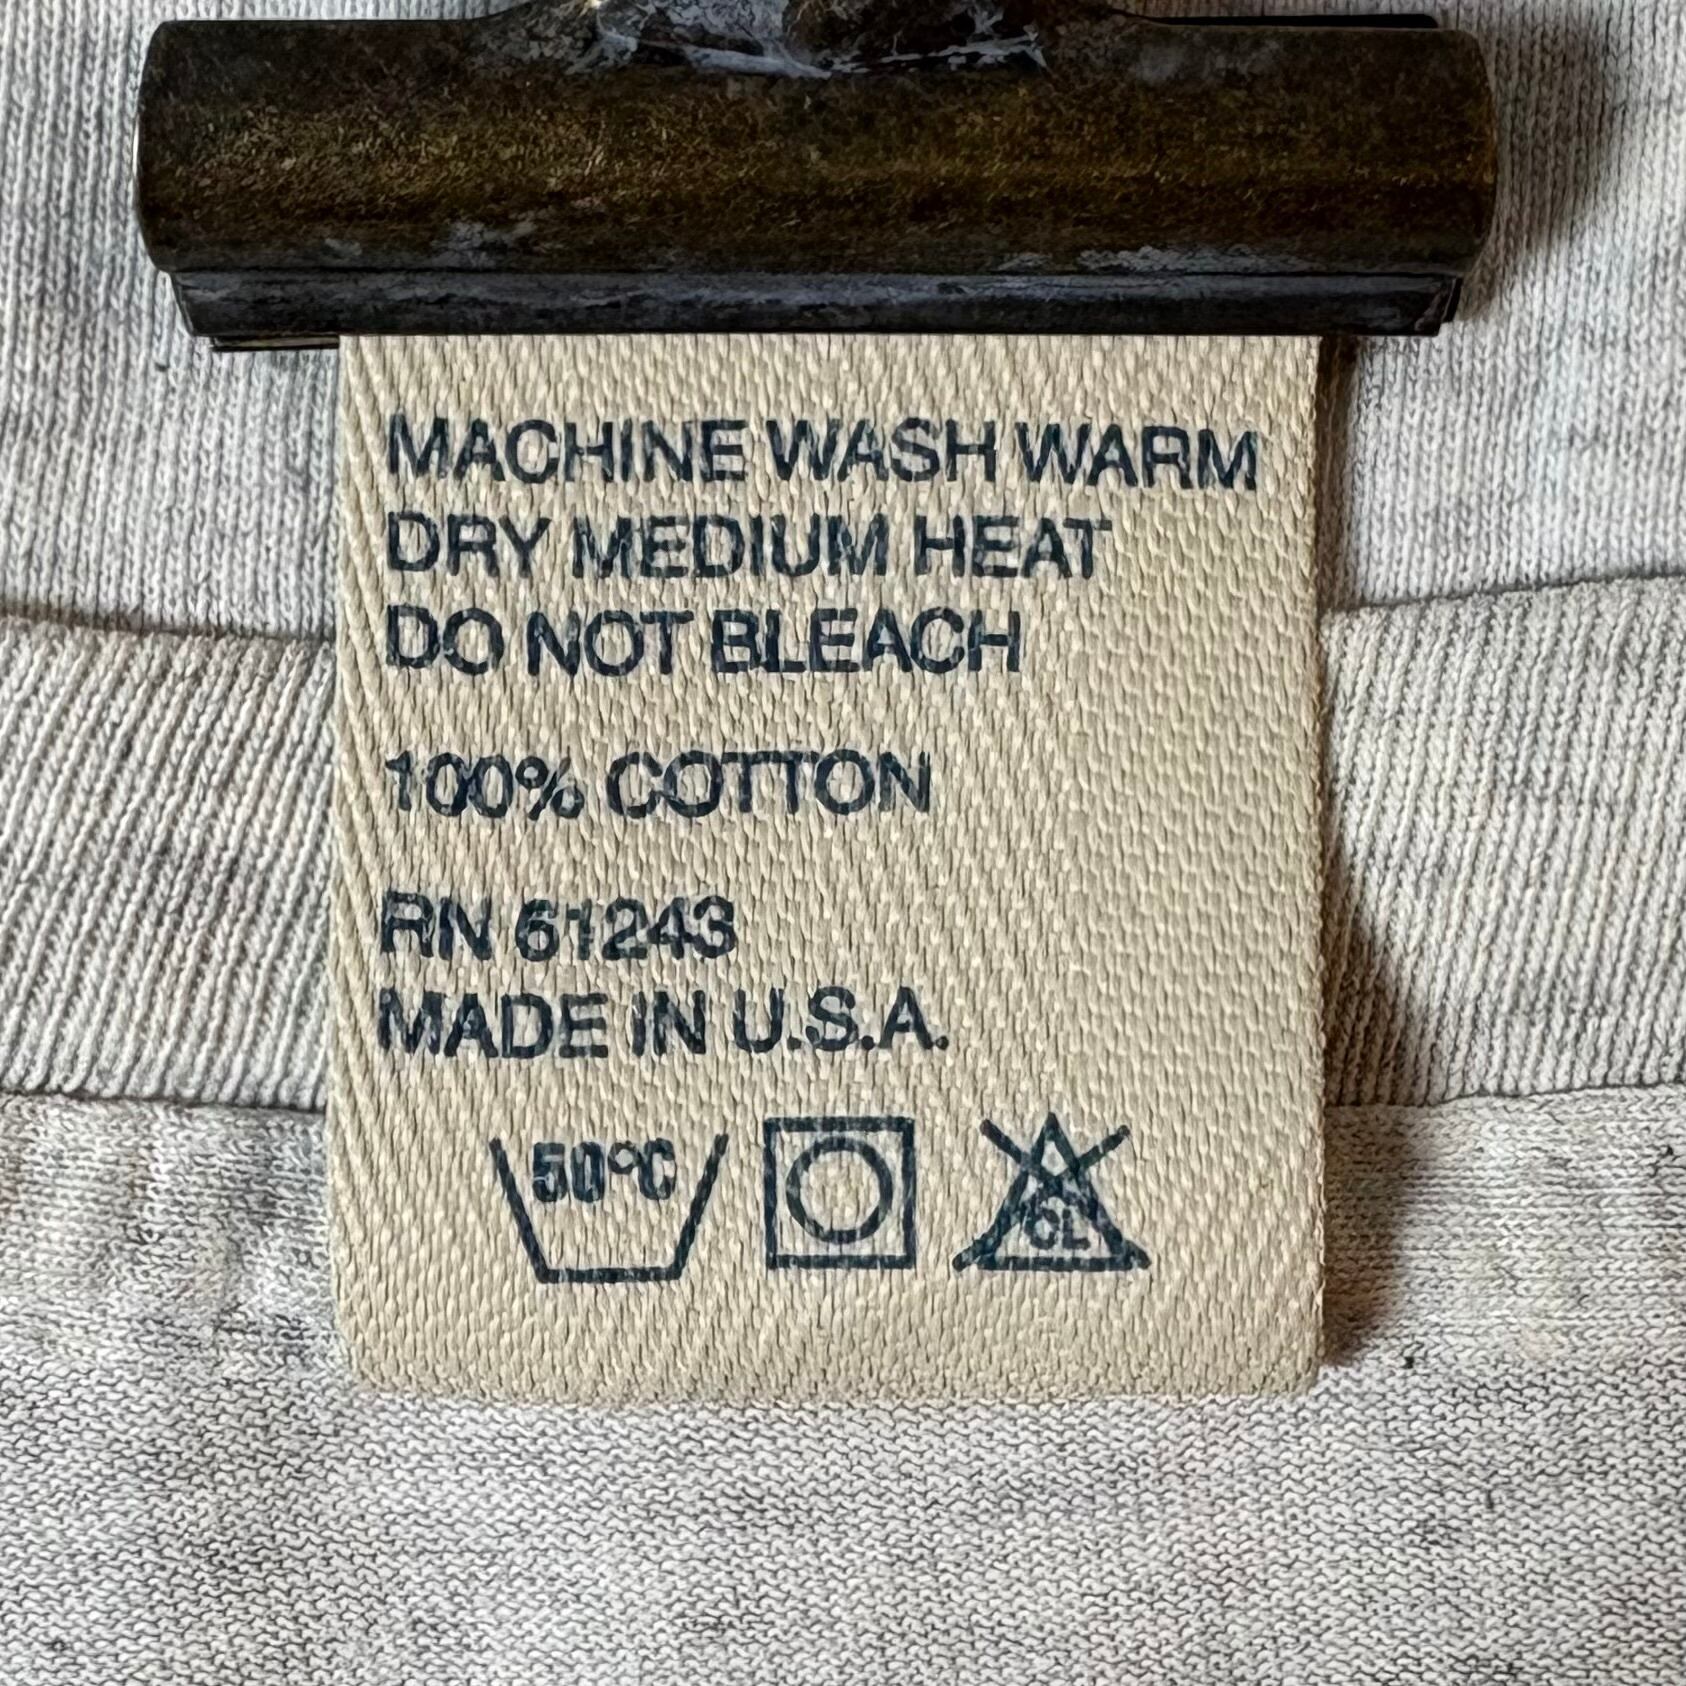 MACHINE WASH WARM
DRY MEDIUM HEAT
DO NOT BLEACH
100% COTTON
RN 61243
MADE IN U.S.A.
50°C
CL